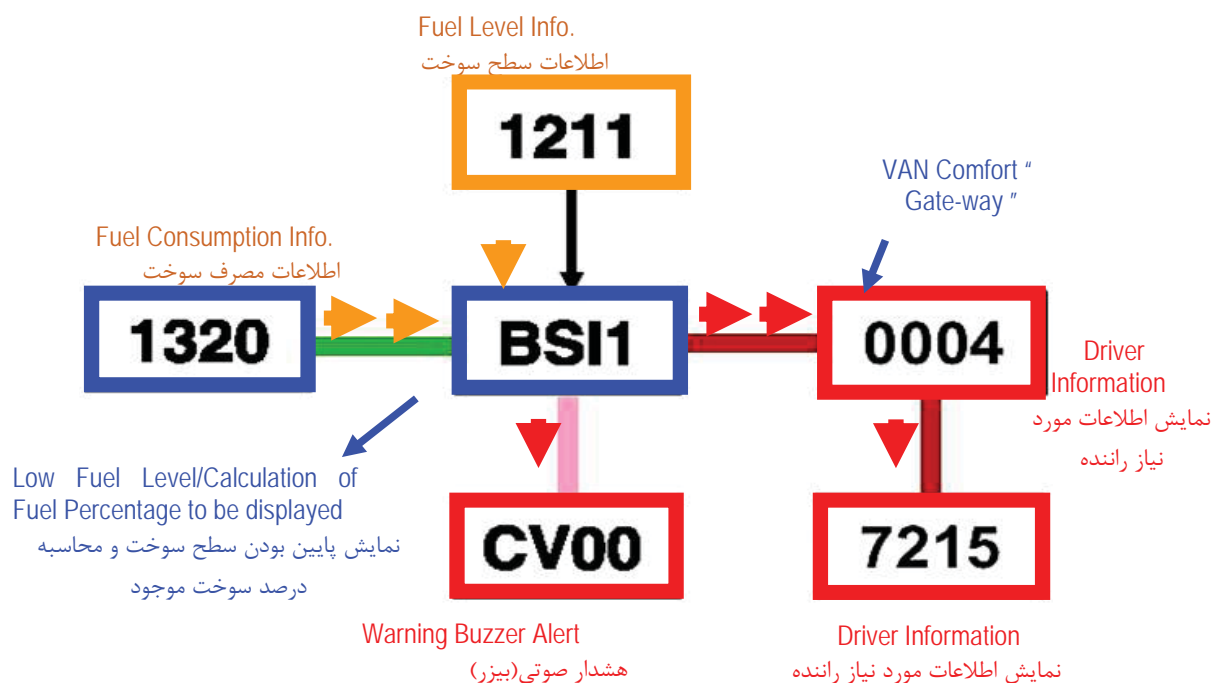 Fuel Level Info.
اطلاعات سطح سوخت
1211
VAN Comfort “
Gate-way ”
Fuel Consumption Info.
اطلاعات مصرف سوخت
1320
BSI1
0004
Driver
Information
نمایش اطلاعات مورد
نیاز راننده
Low Fuel Level/Calculation of
Fuel Percentage to be displayed
نمایش پایین بودن سطح سوخت و محاسبه
درصد سوخت موجود
CV00
7215
Warning Buzzer Alert
هشدار صوتی(بیزر)
Driver Information
نمایش اطلاعات مورد نیاز راننده